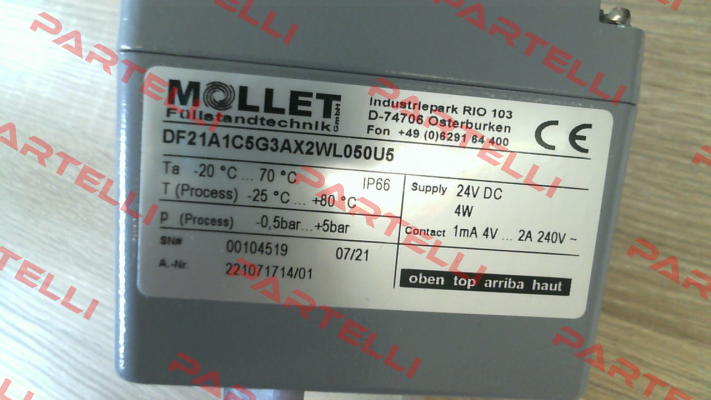 MOLLET
Füllstandtechnik GmbH
Industriepark RIO 103
D-74706 Osterburken
Fon +49 (0)6291 64 400
CE
DF21A1C5G3AX2WL050U5
Ta -20 °C ... 70 °C IP66
T (Process) -25 °C ... +80 °C
p (Process) -0,5bar...+5bar
SN# 00104519 07/21
A.-Nr. 221071714/01
Supply 24V DC
4W
Contact 1mA 4V ... 2A 240V ~
oben top arriba haut
PARTELLI
PARTELLI
PARTELLI
PARTELLI
PARTELLI
PARTELLI